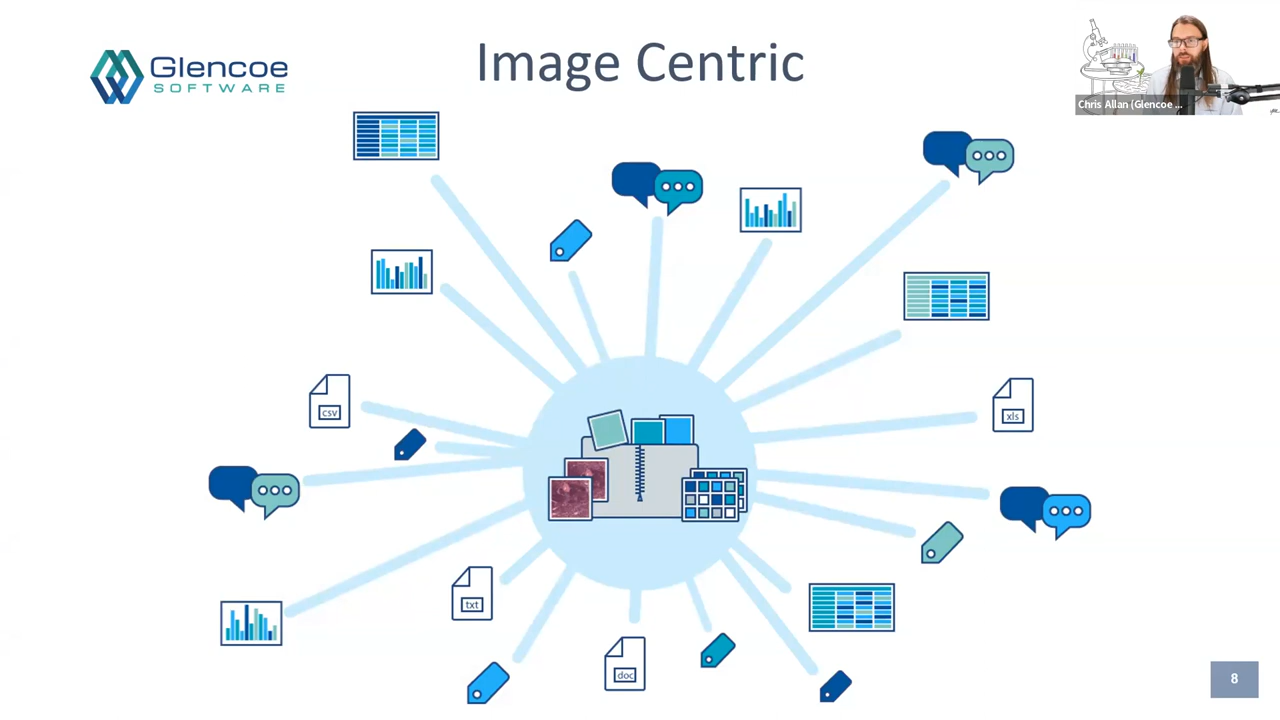 Glencoe
SOFTWARE
Image Centric
Chris Allan (Glencoe ...
csv
xls
txt
doc
8